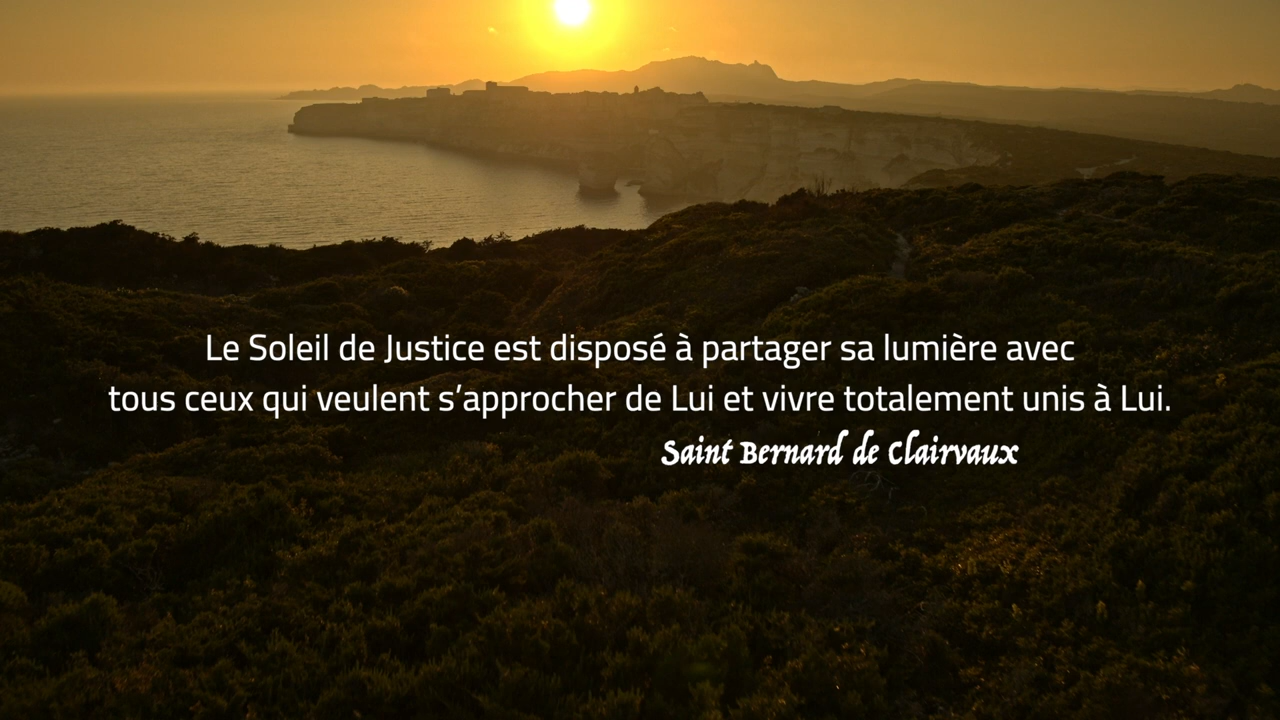 Le Soleil de Justice est disposé à partager sa lumière avec
tous ceux qui veulent s’approcher de Lui et vivre totalement unis à Lui.
Saint Bernard de Clairvaux